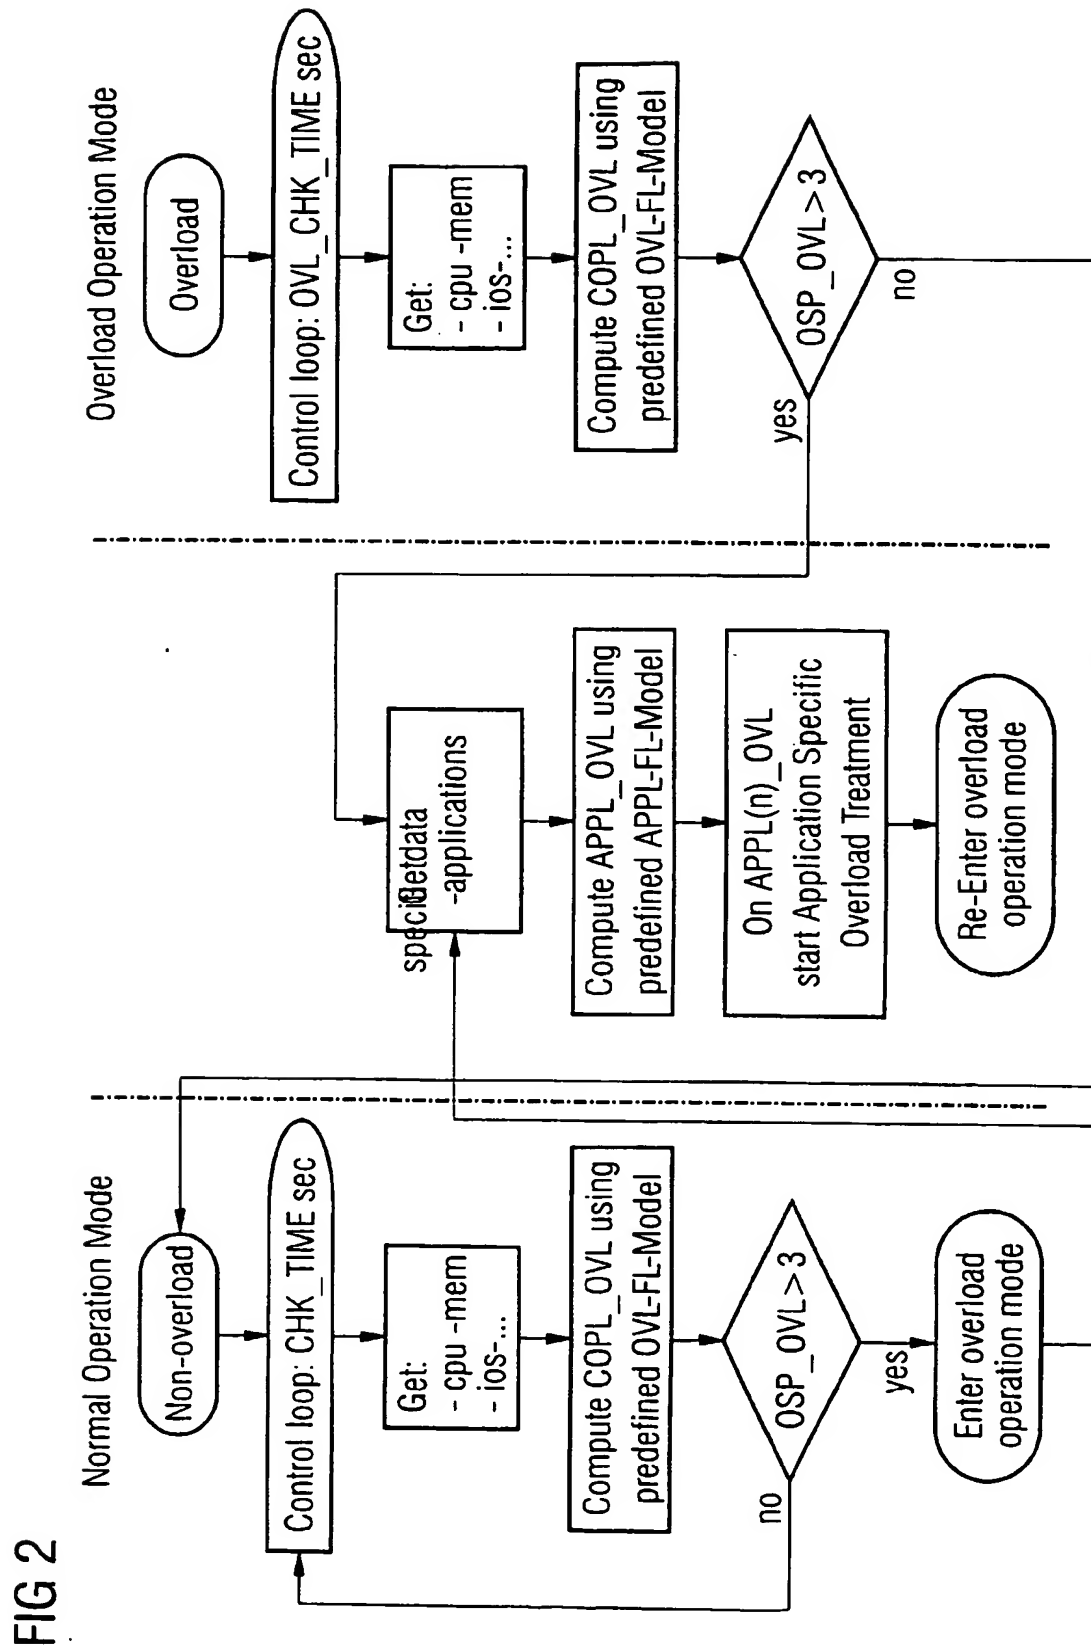 FIG 2
Normal Operation Mode
Non-overload
Control loop: CHK_TIME sec
Get:
- cpu -mem
- ios-...
Compute COPL_OVL using
predefined OVL-FL-Model
OSP_OVL>3
no
yes
Enter overload
operation mode
Getdata
specific
-applications
Compute APPL_OVL using
predefined APPL-FL-Model
On APPL(n)_OVL
start Application Specific
Overload Treatment
Re-Enter overload
operation mode
Overload Operation Mode
Overload
Control loop: OVL_CHK_TIME sec
Get:
- cpu -mem
- ios-...
Compute COPL_OVL using
predefined OVL-FL-Model
OSP_OVL>3
yes
no